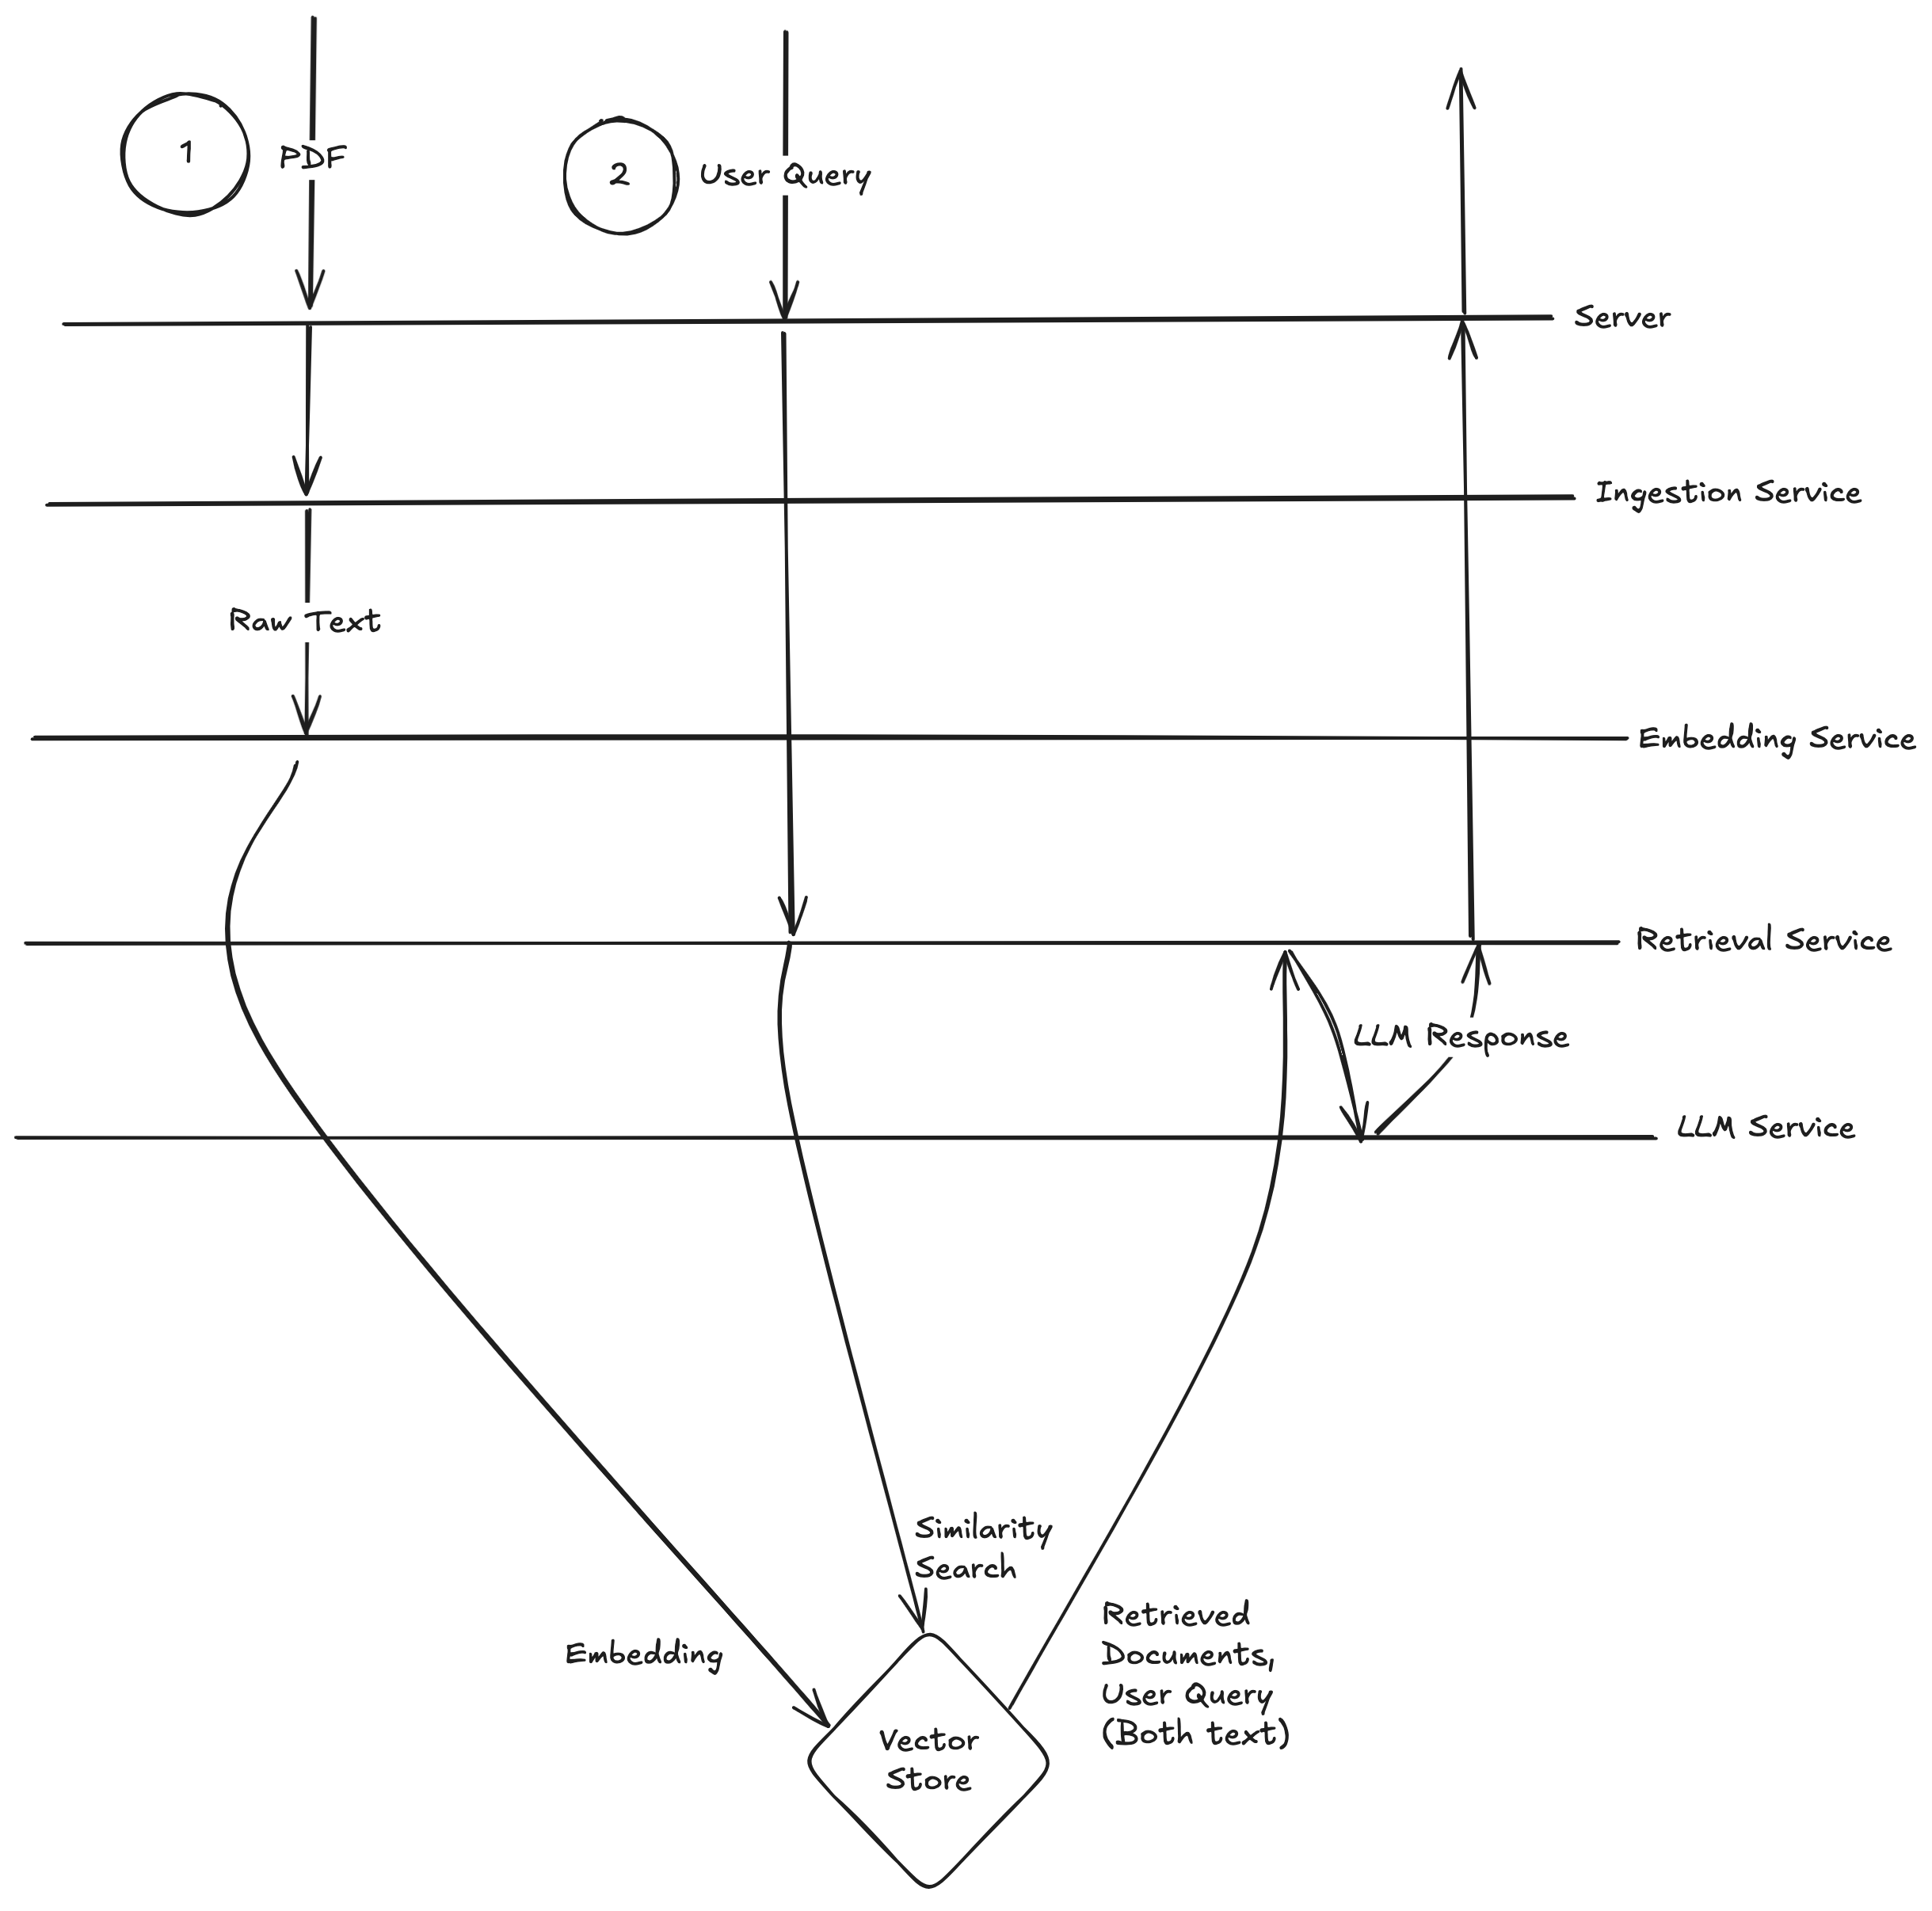 1
PDF
2
User Query
Server
Ingestion Service
Raw Text
Embedding Service
Retrieval Service
LLM Response
LLM Service
Similarity
Search
Retrieved
Documents,
User Query
(Both text)
Embedding
Vector
Store